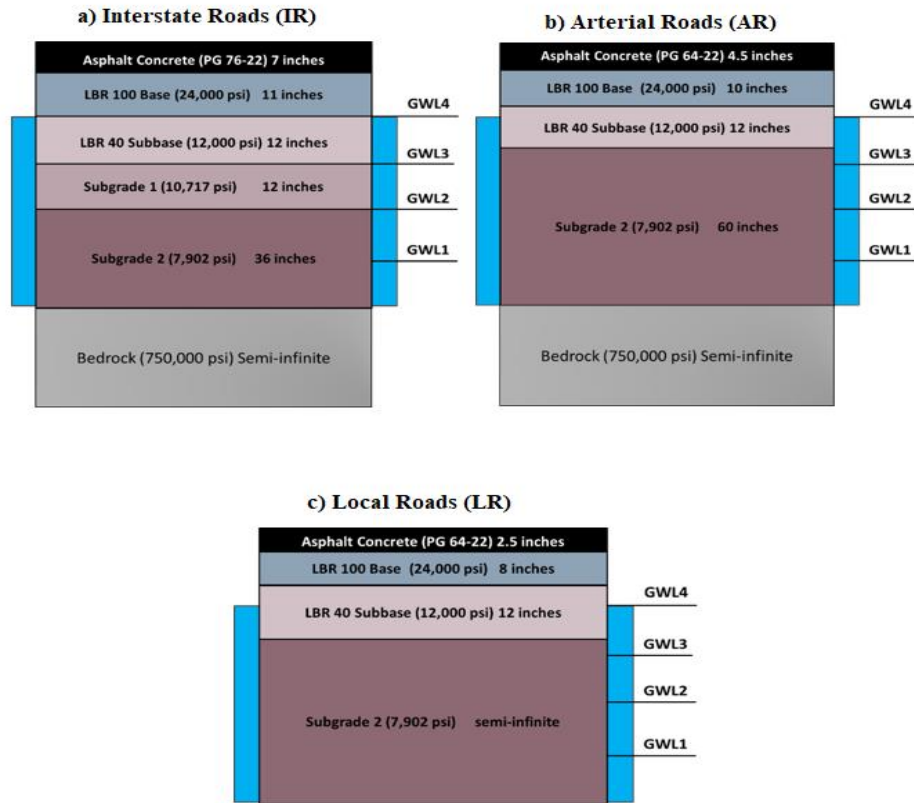 a) Interstate Roads (IR)
Asphalt Concrete (PG 76-22) 7 inches
LBR 100 Base (24,000 psi) 11 inches
LBR 40 Subbase (12,000 psi) 12 inches
Subgrade 1 (10,717 psi) 12 inches
Subgrade 2 (7,902 psi) 36 inches
Bedrock (750,000 psi) Semi-infinite
GWL4
GWL3
GWL2
GWL1
b) Arterial Roads (AR)
Asphalt Concrete (PG 64-22) 4.5 inches
LBR 100 Base (24,000 psi) 10 inches
LBR 40 Subbase (12,000 psi) 12 inches
Subgrade 2 (7,902 psi) 60 inches
Bedrock (750,000 psi) Semi-infinite
GWL4
GWL3
GWL2
GWL1
c) Local Roads (LR)
Asphalt Concrete (PG 64-22) 2.5 inches
LBR 100 Base (24,000 psi) 8 inches
LBR 40 Subbase (12,000 psi) 12 inches
Subgrade 2 (7,902 psi) semi-infinite
GWL4
GWL3
GWL2
GWL1